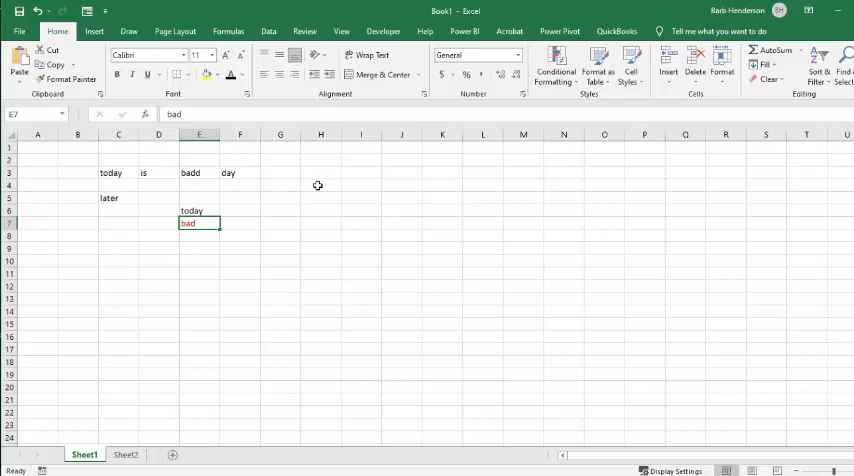 Book1 - Excel
Barb Henderson
BH
File Home Insert Draw Page Layout Formulas Data Review View Developer Help Acrobat Power Pivot QuickBooks Tell me what you want to do
Paste
Cut
Copy
Format Painter
Clipboard
Calibri 11
B I U
Font
Wrap Text
Merge & Center
Alignment
General
$ % ,
Number
Conditional Formatting
Format as Table
Cell Styles
Styles
Insert Delete Format
Cells
AutoSum
Fill
Clear
Sort & Filter
E7
fx bad
A B C D E F G H I J K L M N O P Q R S T U
1
2
3 today is badd day
4
5 later
6 today
7 bad
8
9
10
11
12
13
14
15
16
17
18
19
20
21
22
23
24
Sheet1 Sheet2
Ready
Display Settings